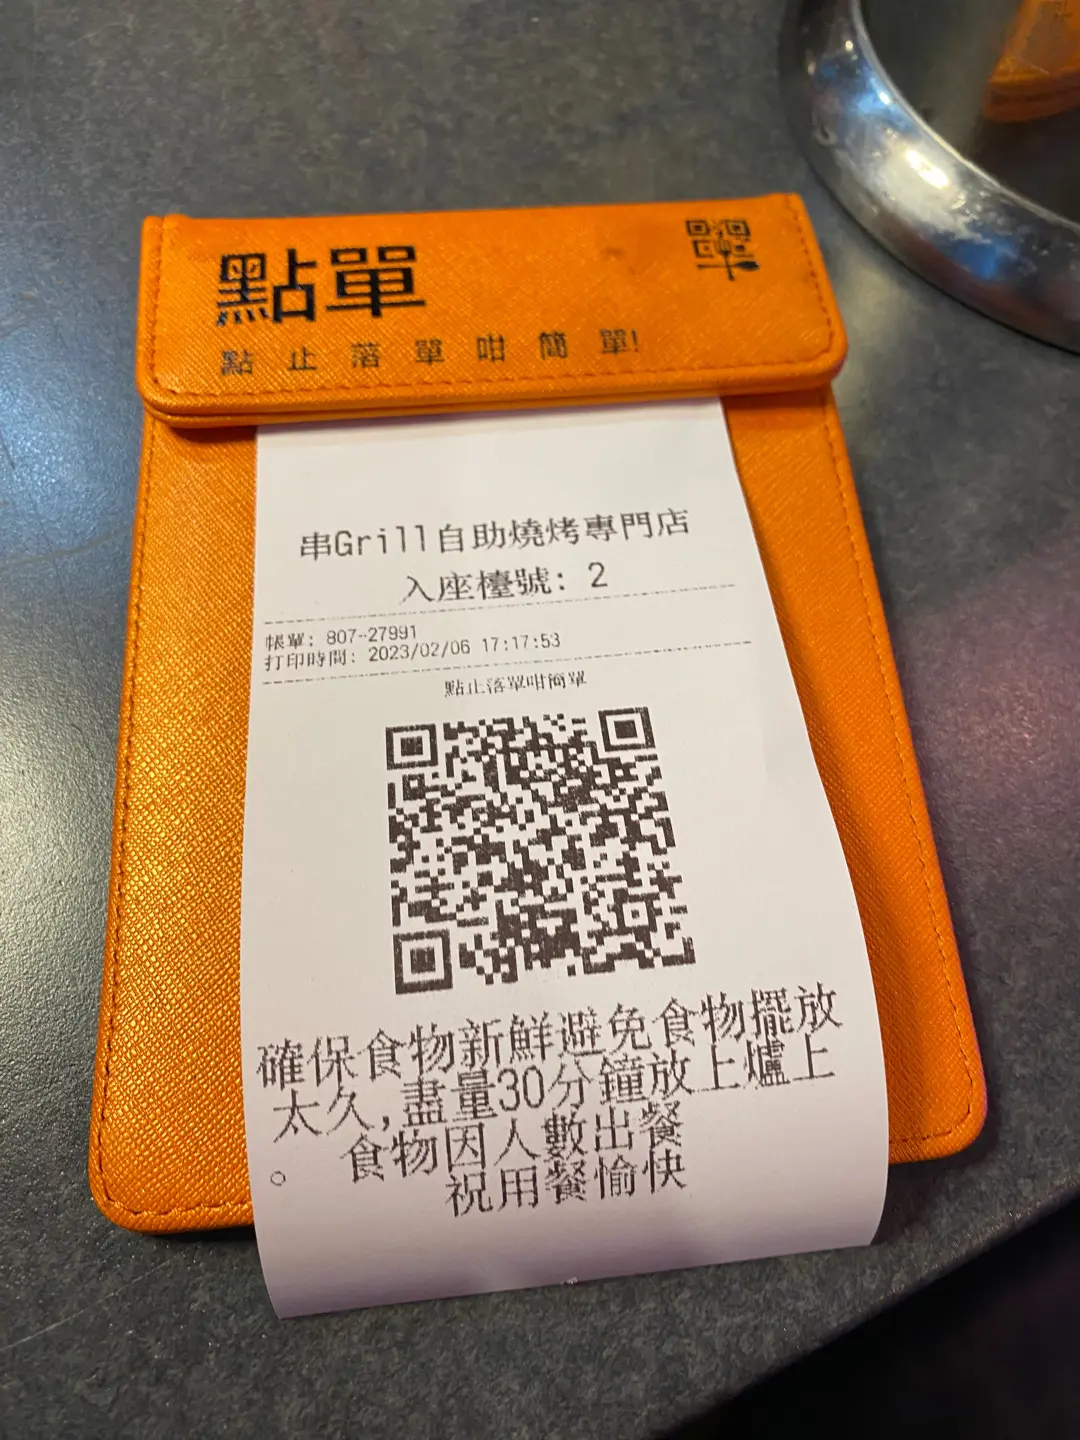 點單
點止落單咁簡單!
串Grill自助燒烤專門店
入座檯號: 2
帳單: 807-27991
打印時間: 2023/02/06 17:17:53
點止落單咁簡單
確保食物新鮮避免食物擺放
太久,盡量30分鐘放上爐上
食物因人數出餐
。
祝用餐愉快